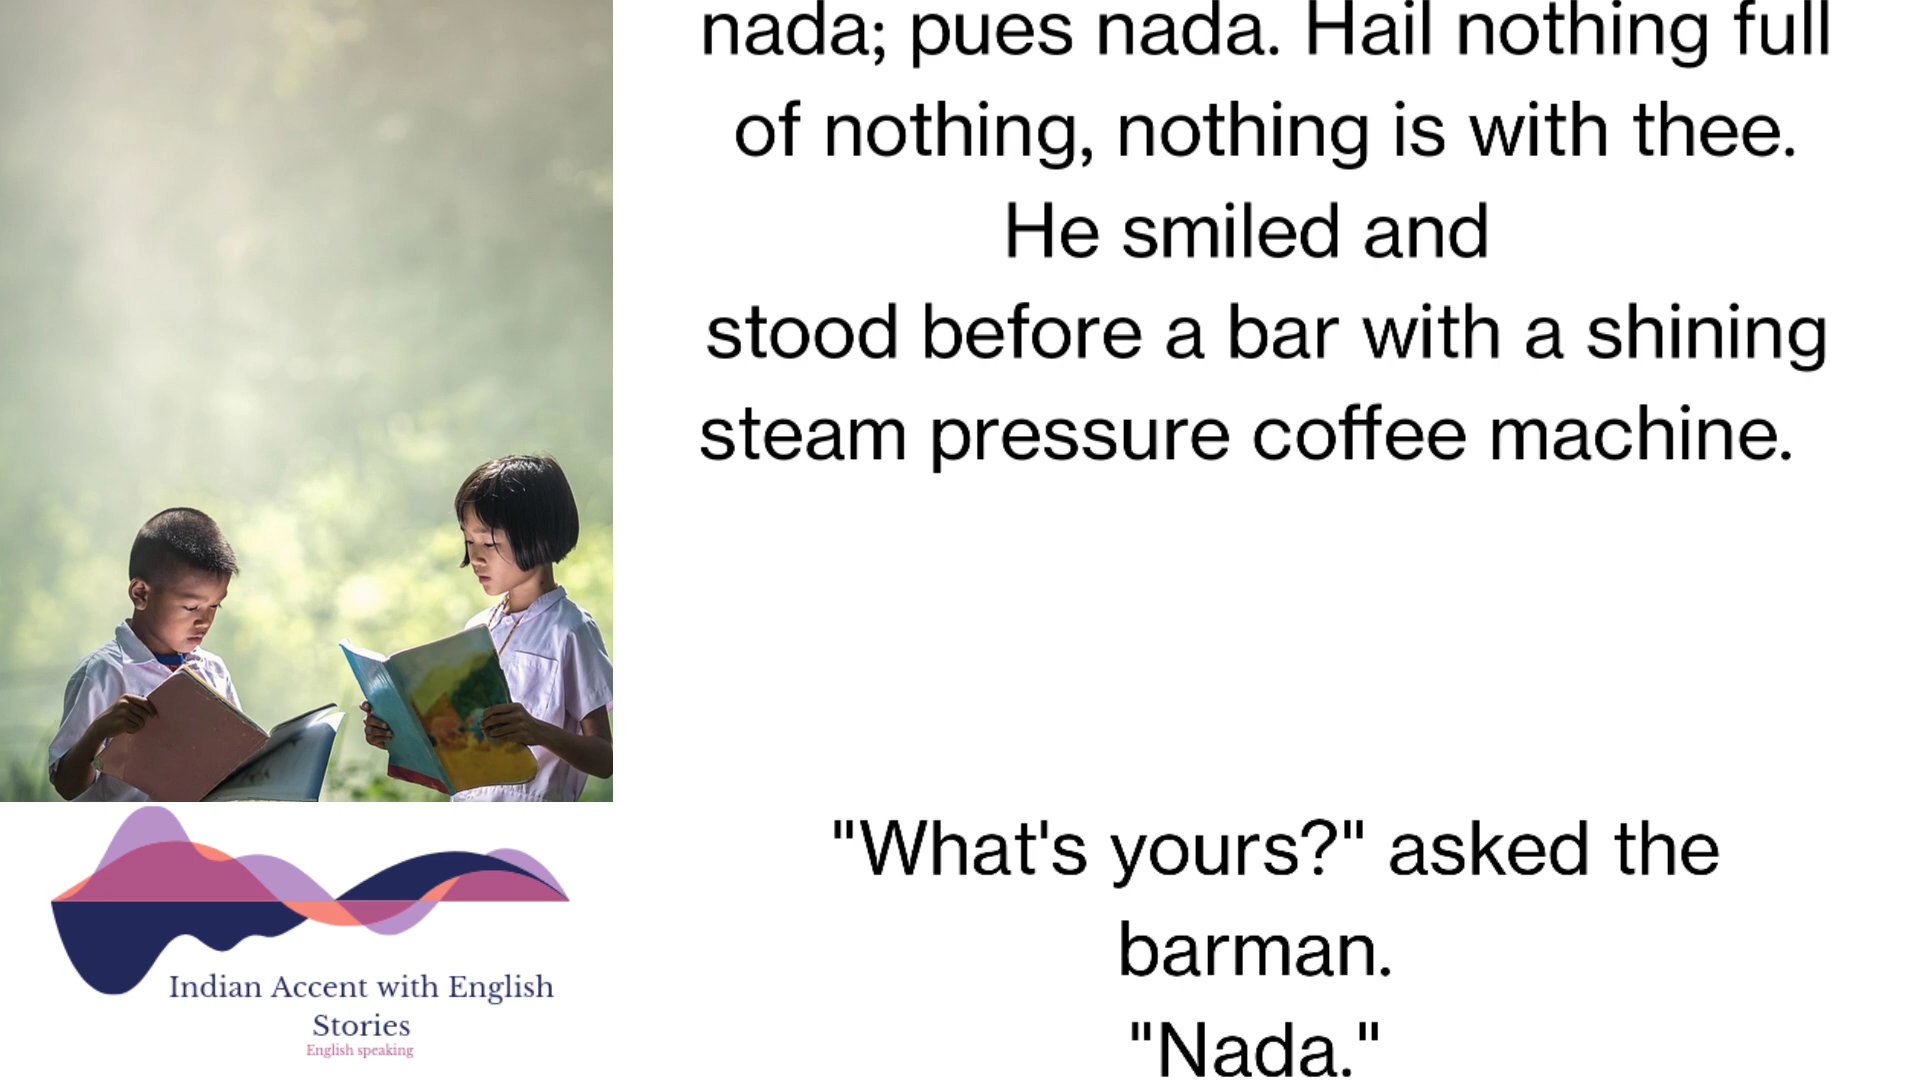 nada; pues nada. Hail nothing full
of nothing, nothing is with thee.
He smiled and
stood before a bar with a shining
steam pressure coffee machine.
"What's yours?" asked the
barman.
"Nada."
Indian Accent with English
Stories
English speaking